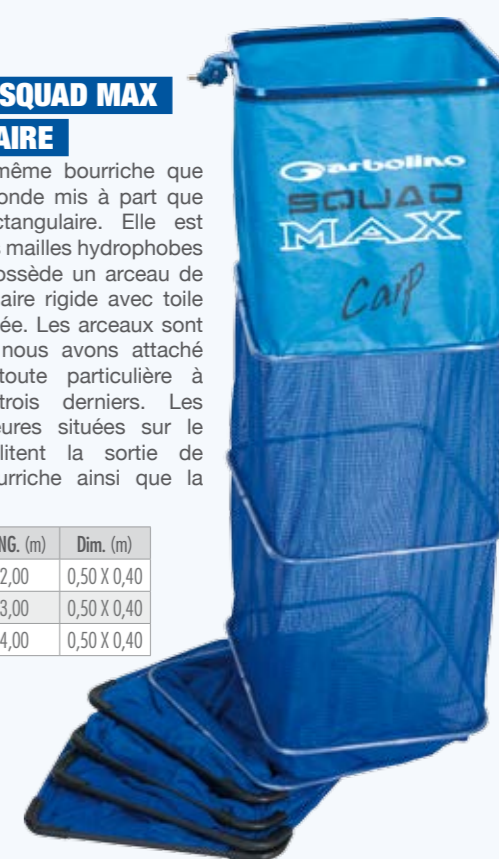 SQUAD MAX
AIRE
même bourriche que
onde mis à part que
ctangulaire. Elle est
s mailles hydrophobes
ossède un arceau de
aire rigide avec toile
ée. Les arceaux sont
nous avons attaché
toute particulière à
trois derniers. Les
eures situées sur le
litent la sortie de
urriche ainsi que la
NG. (m) Dim. (m)
2,00 0,50 X 0,40
3,00 0,50 X 0,40
4,00 0,50 X 0,40
Garbolino
SQUAD
MAX
Carp